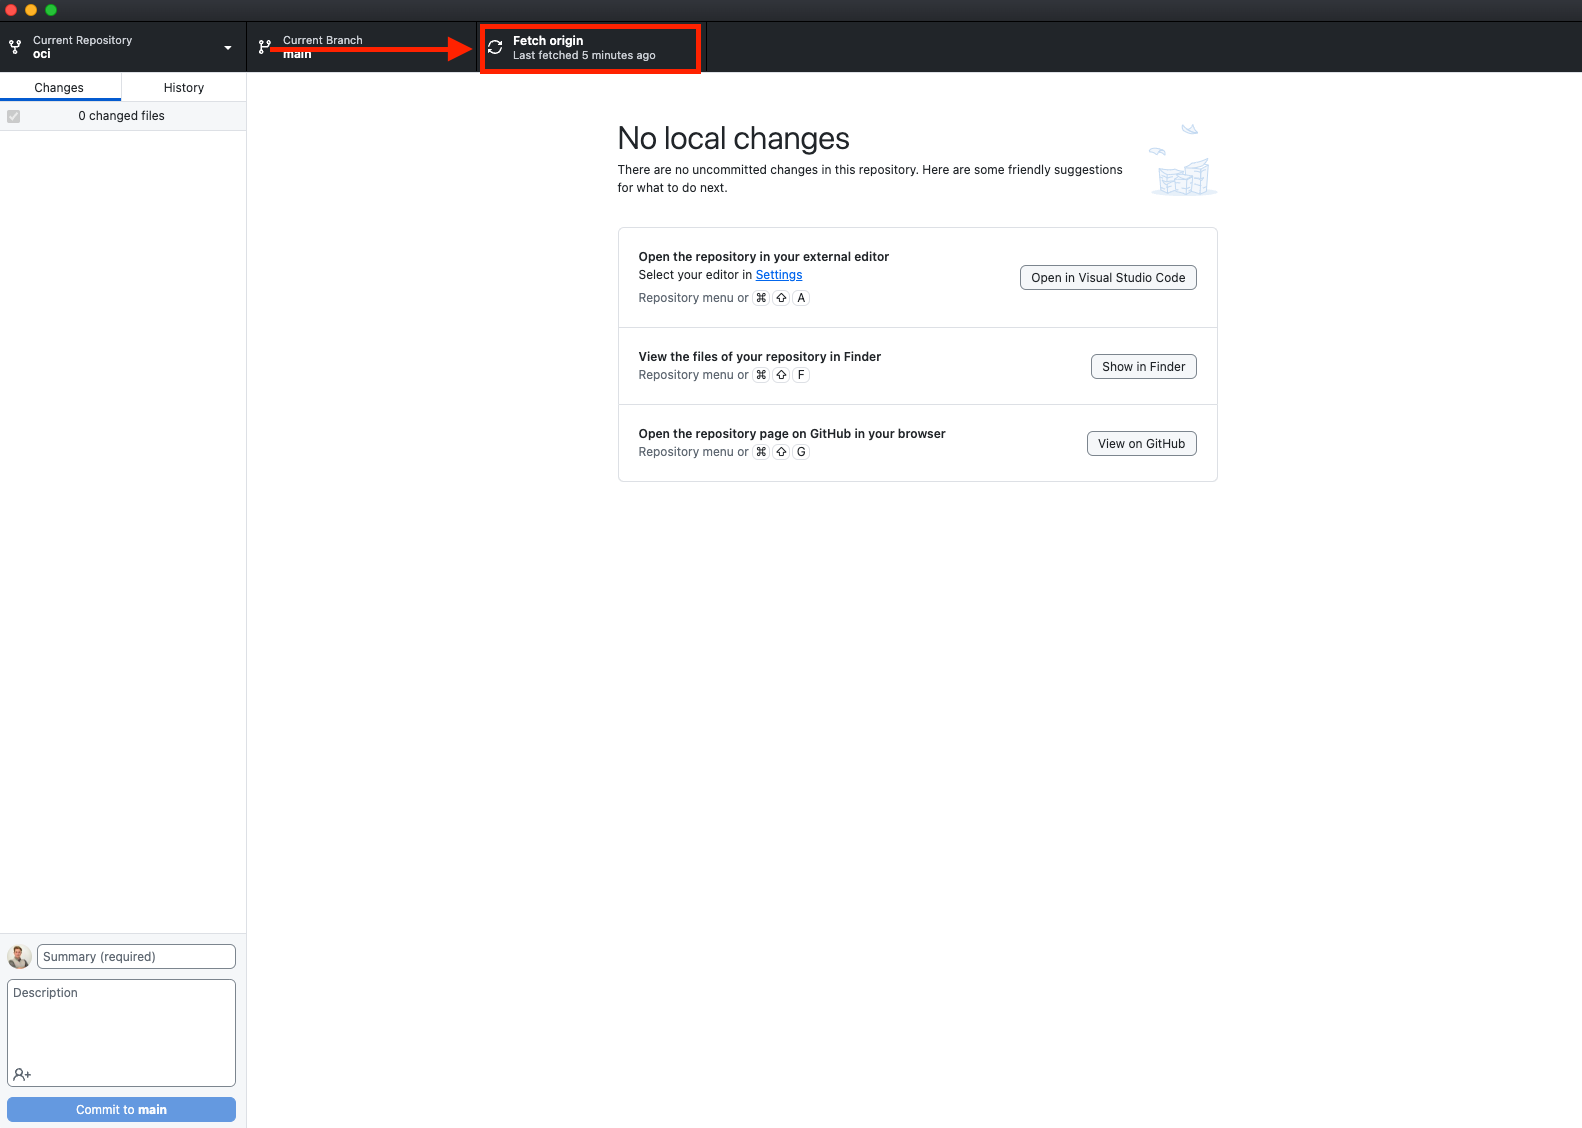 Current Repository
oci
Current Branch
main
Fetch origin
Last fetched 5 minutes ago
Changes
History
0 changed files
No local changes
There are no uncommitted changes in this repository. Here are some friendly suggestions
for what to do next.
Open the repository in your external editor
Select your editor in Settings
Repository menu or ⌘ ⇧ A
Open in Visual Studio Code
View the files of your repository in Finder
Repository menu or ⌘ ⇧ F
Show in Finder
Open the repository page on GitHub in your browser
Repository menu or ⌘ ⇧ G
View on GitHub
Summary (required)
Description
Commit to main